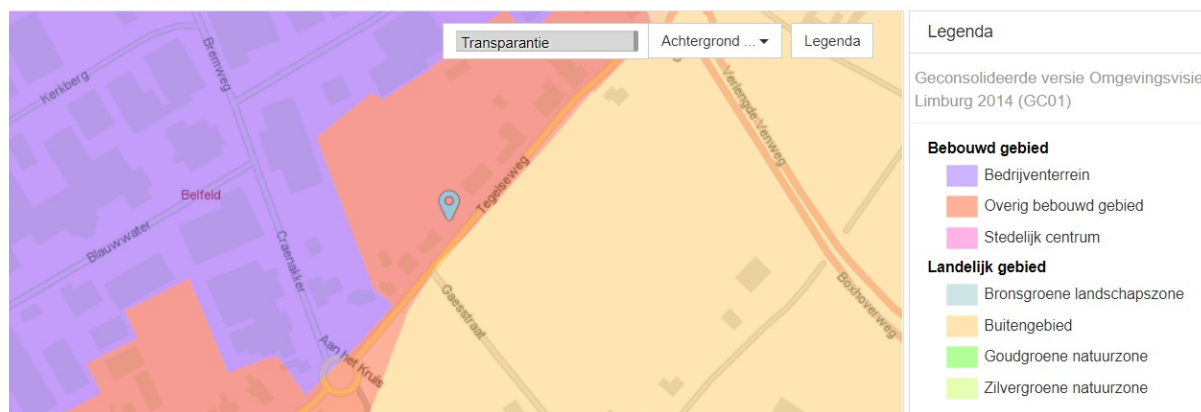 Transparantie
Achtergrond ...
Legenda
Kerkberg
Bremweg
Verlengde Venweg
Belfeld
Tegelseweg
Blauwwater
Craenakker
Gaesstraat
Boxhoverweg
Aan het Kruis
Legenda
Geconsolideerde versie Omgevingsvisie
Limburg 2014 (GC01)
Bebouwd gebied
Bedrijventerrein
Overig bebouwd gebied
Stedelijk centrum
Landelijk gebied
Bronsgroene landschapszone
Buitengebied
Goudgroene natuurzone
Zilvergroene natuurzone